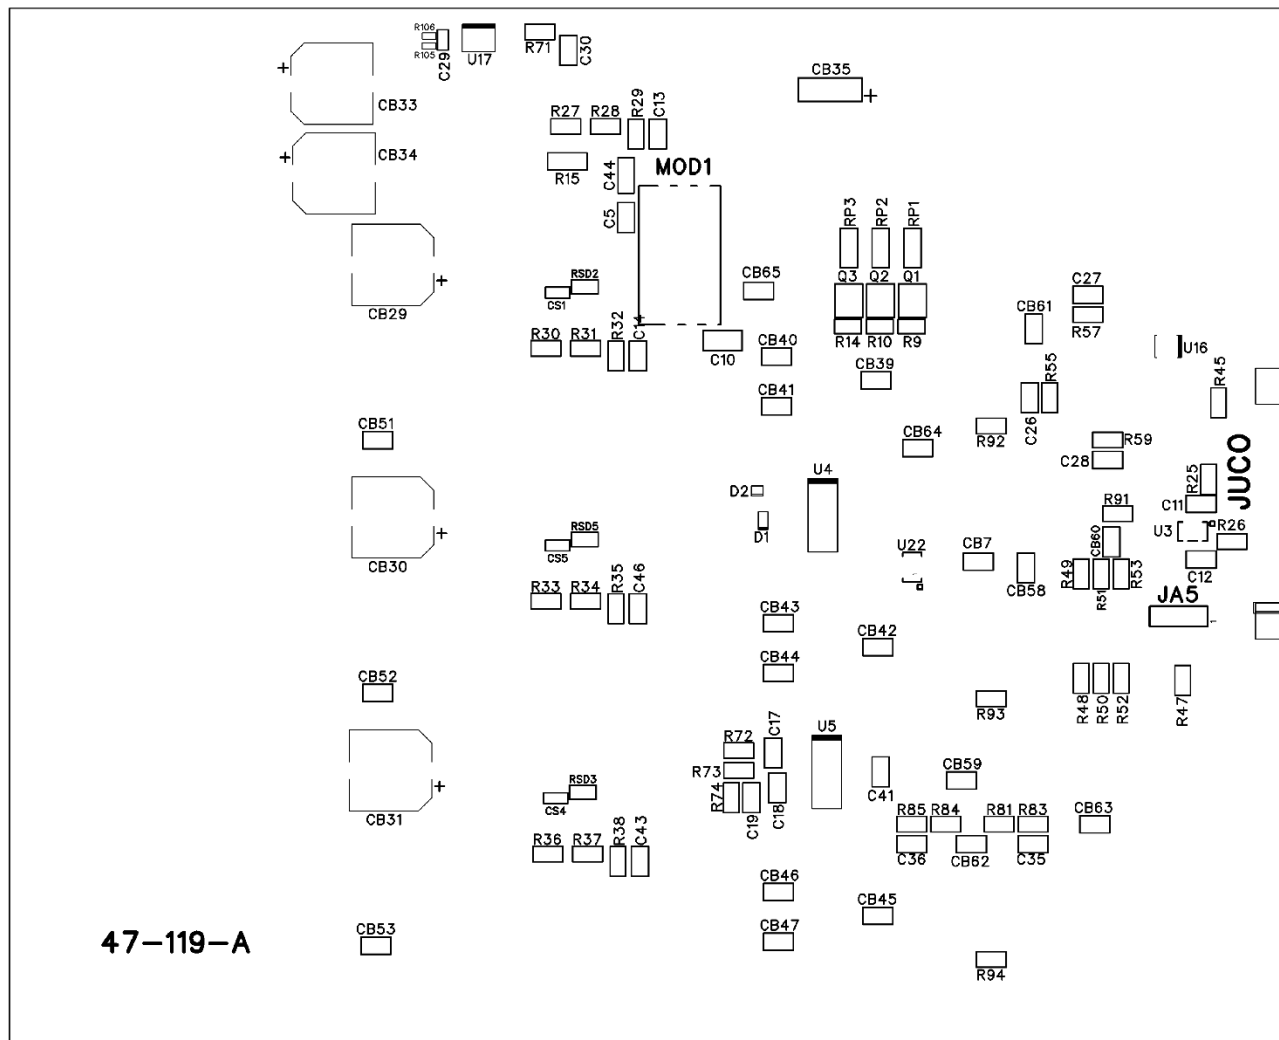 R106
R105
C29
U17
R71
C30
+
CB33
CB35
+
R27
R28
R29
C13
+
CB34
R15
C44
MOD1
C5
RP3
RP2
RP1
+
CB29
RSD2
CS1
CB65
Q3
Q2
Q1
C27
CB61
R57
R30
R31
R32
C14
C10
CB40
R14
R10
R9
U16
CB39
R55
R45
CB41
C26
CB51
CB64
R92
R59
C28
JUCO
U4
R25
D2
C11
R91
+
CB30
RSD5
CS5
D1
U22
1
CB7
CB60
U3
R26
CB58
R49
R51
R53
C12
R33
R34
R35
C46
JA5
1
CB43
CB42
CB44
CB52
R93
R48
R50
R52
R47
R72
C17
U5
R73
R74
C19
C18
C41
CB59
+
CB31
RSD3
CS4
R85
R84
R81
R83
CB63
R36
R37
R38
C43
C36
CB62
C35
CB46
CB45
CB53
CB47
47-119-A
R94